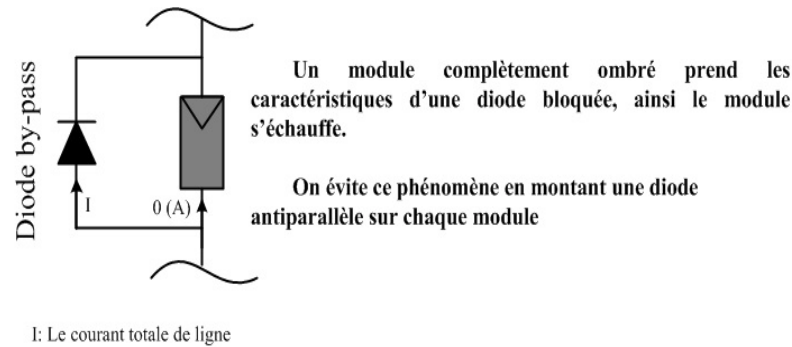 Diode by-pass
I
0 (A)
Un module complètement ombré prend les
caractéristiques d'une diode bloquée, ainsi le module
s'échauffe.
On évite ce phénomène en montant une diode
antiparallèle sur chaque module
I: Le courant totale de ligne